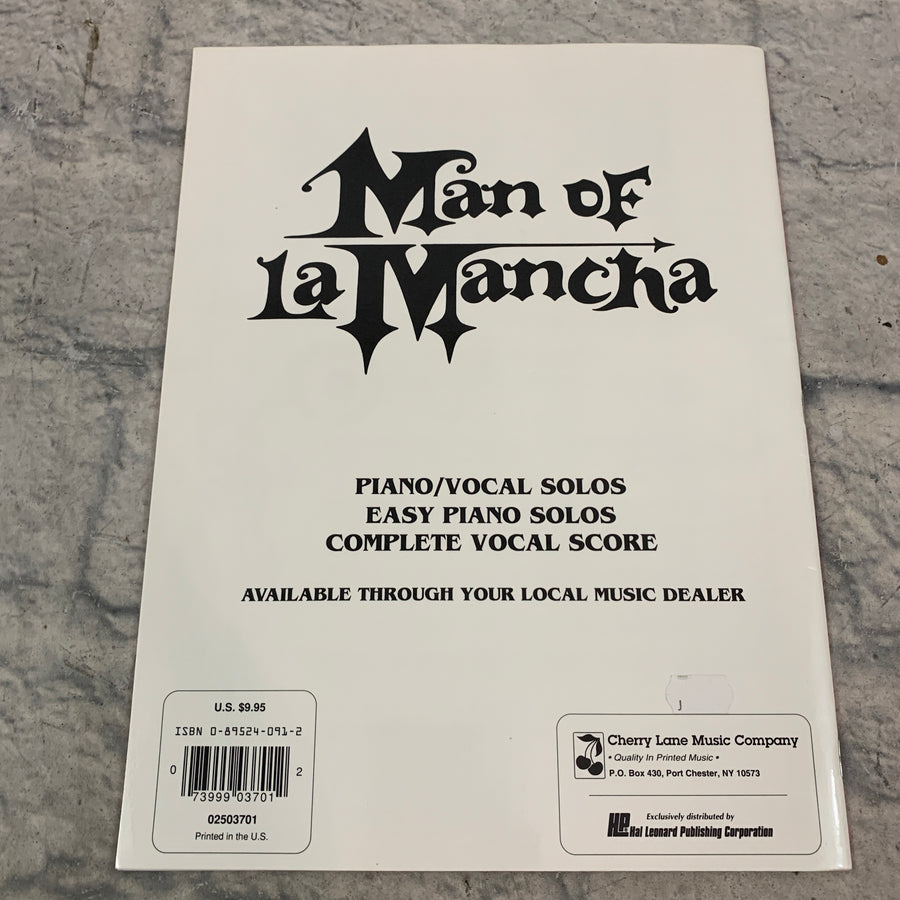 Man of
La Mancha
PIANO/VOCAL SOLOS
EASY PIANO SOLOS
COMPLETE VOCAL SCORE
AVAILABLE THROUGH YOUR LOCAL MUSIC DEALER
U.S. $9.95
ISBN 0-89524-091-2
0 73999 03701 2
02503701
Printed in the U.S.
J
Cherry Lane Music Company
• Quality In Printed Music •
P.O. Box 430, Port Chester, NY 10573
Exclusively distributed by
HL Hal Leonard Publishing Corporation